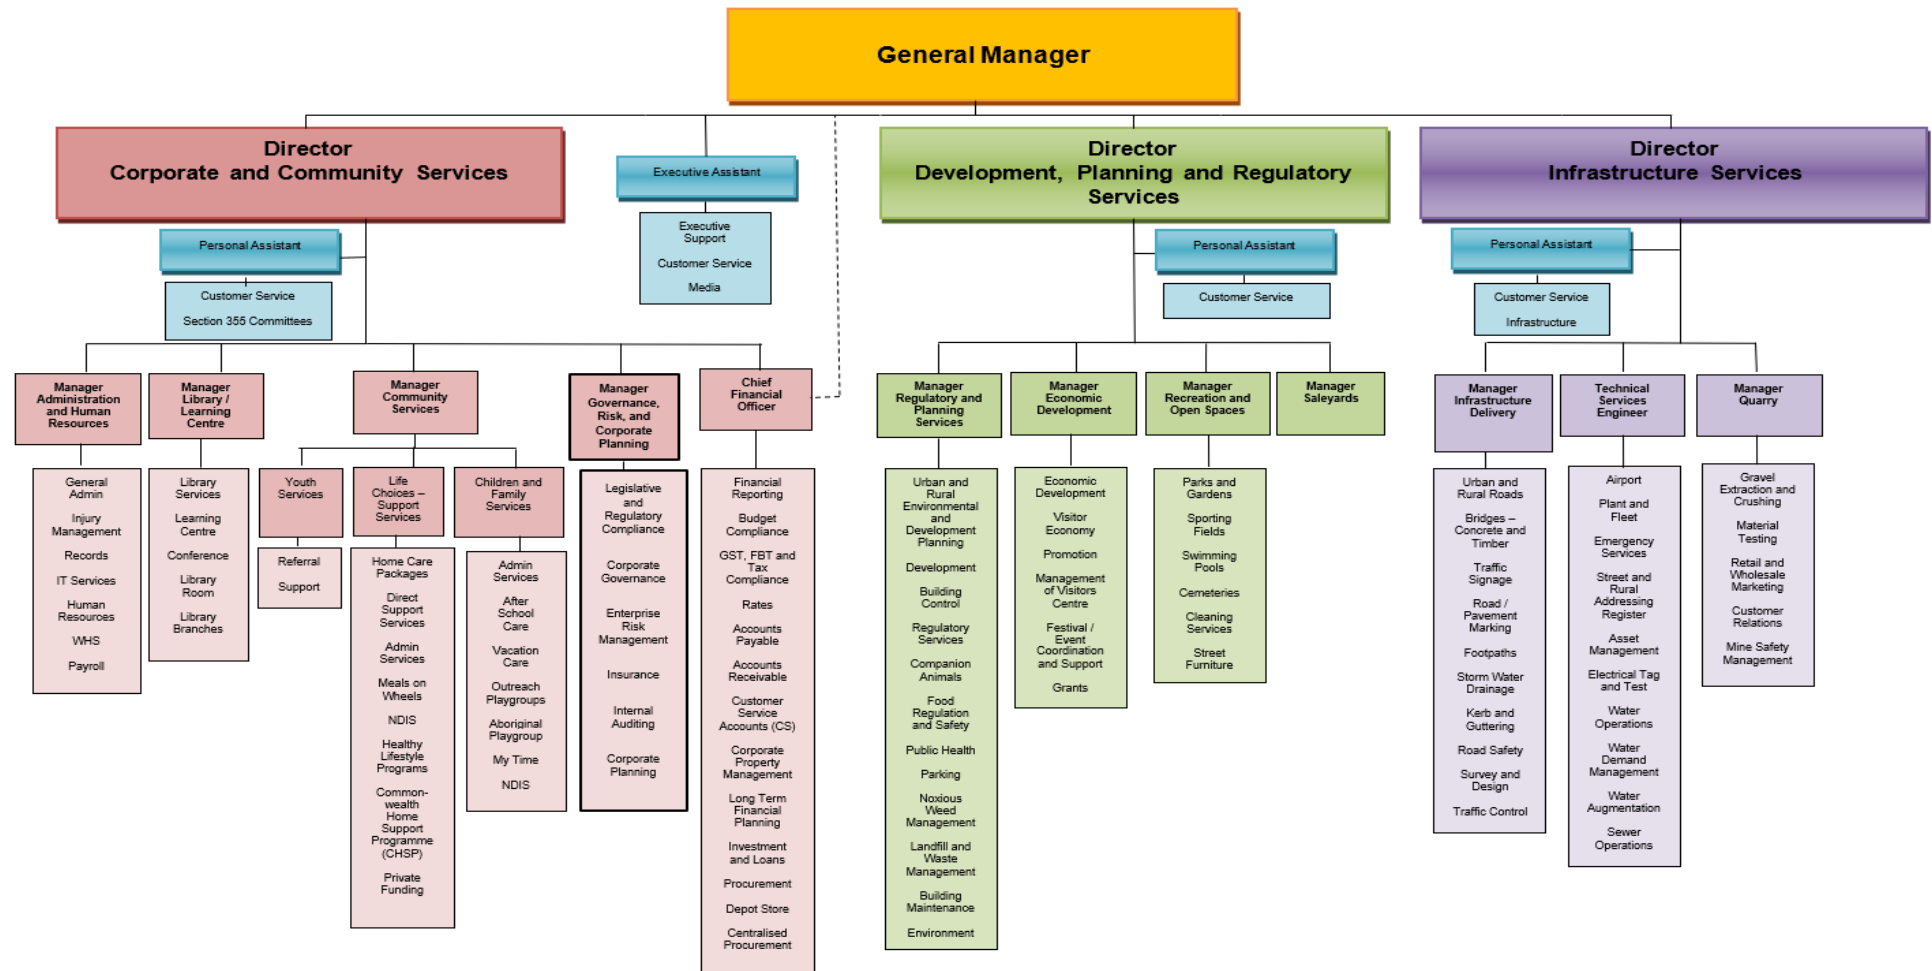 General Manager
Director
Corporate and Community Services
Executive Assistant
Executive
Support
Customer Service
Media
Director
Development, Planning and Regulatory
Services
Director
Infrastructure Services
Personal Assistant
Customer Service
Section 355 Committees
Personal Assistant
Customer Service
Personal Assistant
Customer Service
Infrastructure
Manager
Administration
and Human
Resources
General
Admin
Injury
Management
Records
IT Services
Human
Resources
WHS
Payroll
Manager
Library /
Learning
Centre
Library
Services
Learning
Centre
Conference
Library
Room
Library
Branches
Manager
Community
Services
Youth
Services
Referral
Support
Life
Choices –
Support
Services
Home Care
Packages
Direct
Support
Services
Admin
Services
Meals on
Wheels
NDIS
Healthy
Lifestyle
Programs
Common-
wealth
Home
Support
Programme
(CHSP)
Private
Funding
Children and
Family
Services
Admin
Services
After
School
Care
Vacation
Care
Outreach
Playgroups
Aboriginal
Playgroup
My Time
NDIS
Manager
Governance,
Risk, and
Corporate
Planning
Legislative
and
Regulatory
Compliance
Corporate
Governance
Enterprise
Risk
Management
Insurance
Internal
Auditing
Corporate
Planning
Chief
Financial
Officer
Financial
Reporting
Budget
Compliance
GST, FBT and
Tax
Compliance
Rates
Accounts
Payable
Accounts
Receivable
Customer
Service
Accounts (CS)
Corporate
Property
Management
Long Term
Financial
Planning
Investment
and Loans
Procurement
Depot Store
Centralised
Procurement
Manager
Regulatory and
Planning
Services
Urban and
Rural
Environmental
and
Development
Planning
Development
Building
Control
Regulatory
Services
Companion
Animals
Food
Regulation
and Safety
Public Health
Parking
Noxious
Weed
Management
Landfill and
Waste
Management
Building
Maintenance
Environment
Manager
Economic
Development
Economic
Development
Visitor
Economy
Promotion
Management
of Visitors
Centre
Festival /
Event
Coordination
and Support
Grants
Manager
Recreation and
Open Spaces
Parks and
Gardens
Sporting
Fields
Swimming
Pools
Cemeteries
Cleaning
Services
Street
Furniture
Manager
Saleyards
Manager
Infrastructure
Delivery
Urban and
Rural Roads
Bridges –
Concrete and
Timber
Traffic
Signage
Road /
Pavement
Marking
Footpaths
Storm Water
Drainage
Kerb and
Guttering
Road Safety
Survey and
Design
Traffic Control
Technical
Services
Engineer
Airport
Plant and
Fleet
Emergency
Services
Street and
Rural
Addressing
Register
Asset
Management
Electrical Tag
and Test
Water
Operations
Water
Demand
Management
Water
Augmentation
Sewer
Operations
Manager
Quarry
Gravel
Extraction and
Crushing
Material
Testing
Retail and
Wholesale
Marketing
Customer
Relations
Mine Safety
Management